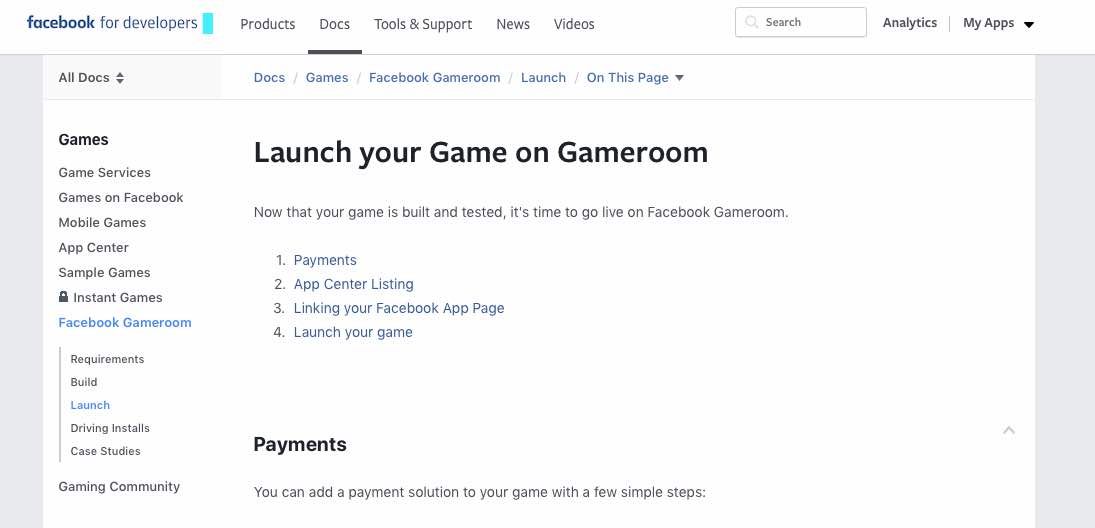 facebook for developers Products Docs Tools & Support News Videos Search Analytics My Apps
All Docs Docs / Games / Facebook Gameroom / Launch / On This Page
Games
Game Services
Games on Facebook
Mobile Games
App Center
Sample Games
Instant Games
Facebook Gameroom
Requirements
Build
Launch
Driving Installs
Case Studies
Gaming Community
Launch your Game on Gameroom
Now that your game is built and tested, it's time to go live on Facebook Gameroom.
1. Payments
2. App Center Listing
3. Linking your Facebook App Page
4. Launch your game
Payments
You can add a payment solution to your game with a few simple steps: